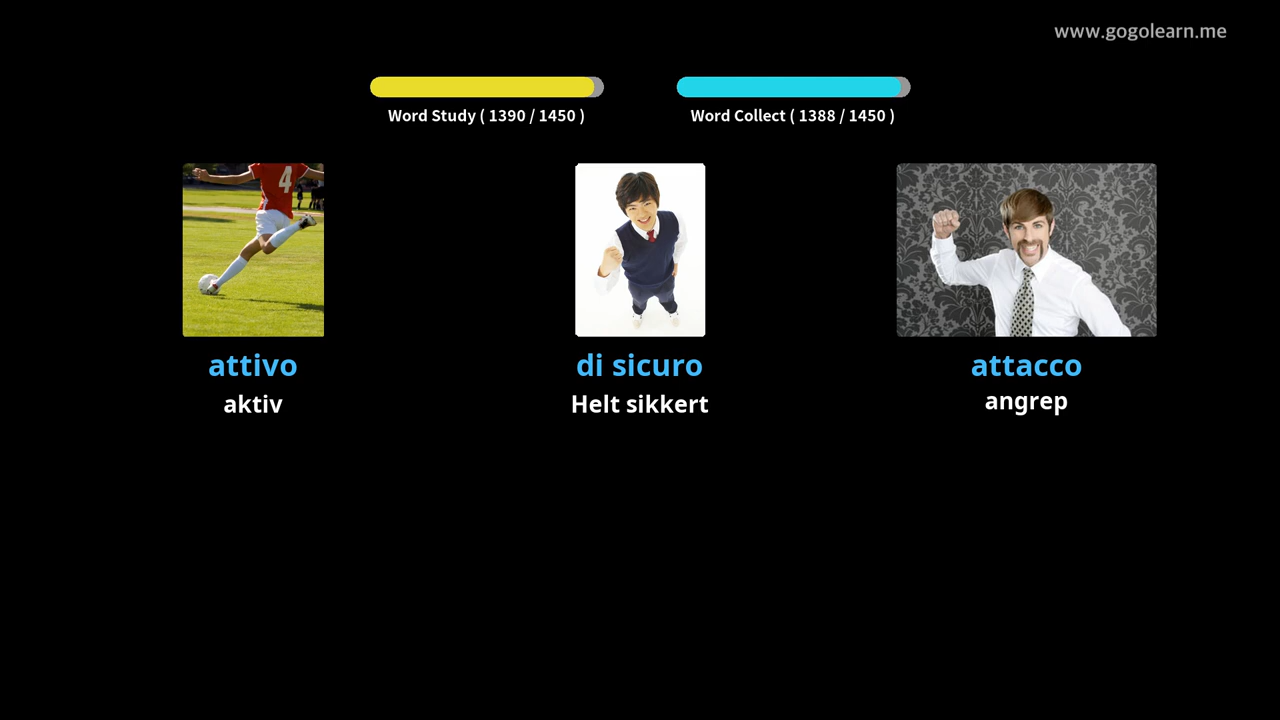 www.gogolearn.me
Word Study ( 1390 / 1450 )
Word Collect ( 1388 / 1450 )
4
attivo
aktiv
di sicuro
Helt sikkert
attacco
angrep